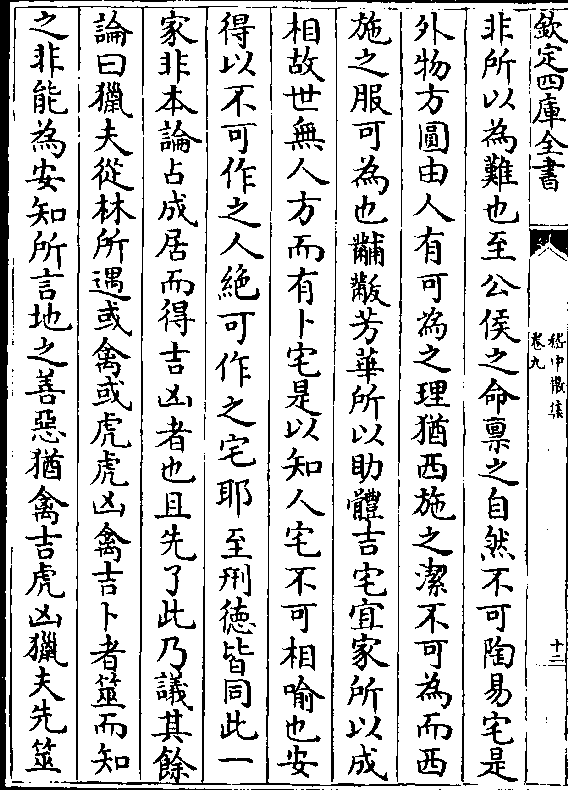 欽定四庫全書
嵇中散集
卷九
十二
非所以為難也至公侯之命禀之自然不可陶易宅是
外物方圓由人有可為之理猶西施之潔不可為而西
施之服可為也黼黻芳華所以助體吉宅宜家所以成
相故世無人方而有卜宅是以知人宅不可相喻也安
得以不可作之人絶可作之宅耶至刑徳皆同此一
家非本論占成居而得吉凶者也且先了此乃議其餘
論曰獵夫從林所遇或禽或虎虎凶禽吉卜者筮而知
之非能為安知所言地之善惡猶禽吉虎凶獵夫先筮